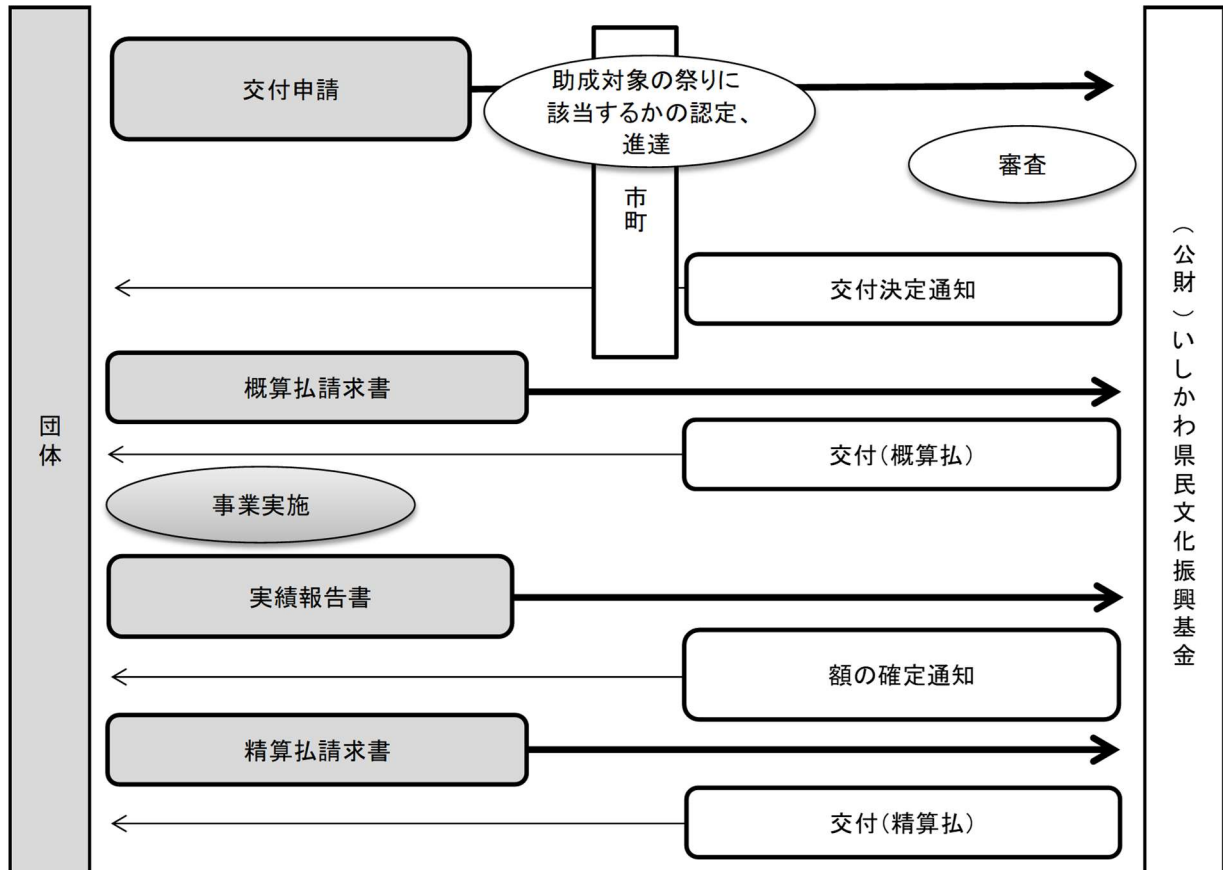 交付申請
助成対象の祭りに
該当するかの認定、
進達
審査
市町
交付決定通知
概算払請求書
交付(概算払)
団体
事業実施
実績報告書
額の確定通知
精算払請求書
交付(精算払)
(公財)いしかわ県民文化振興基金